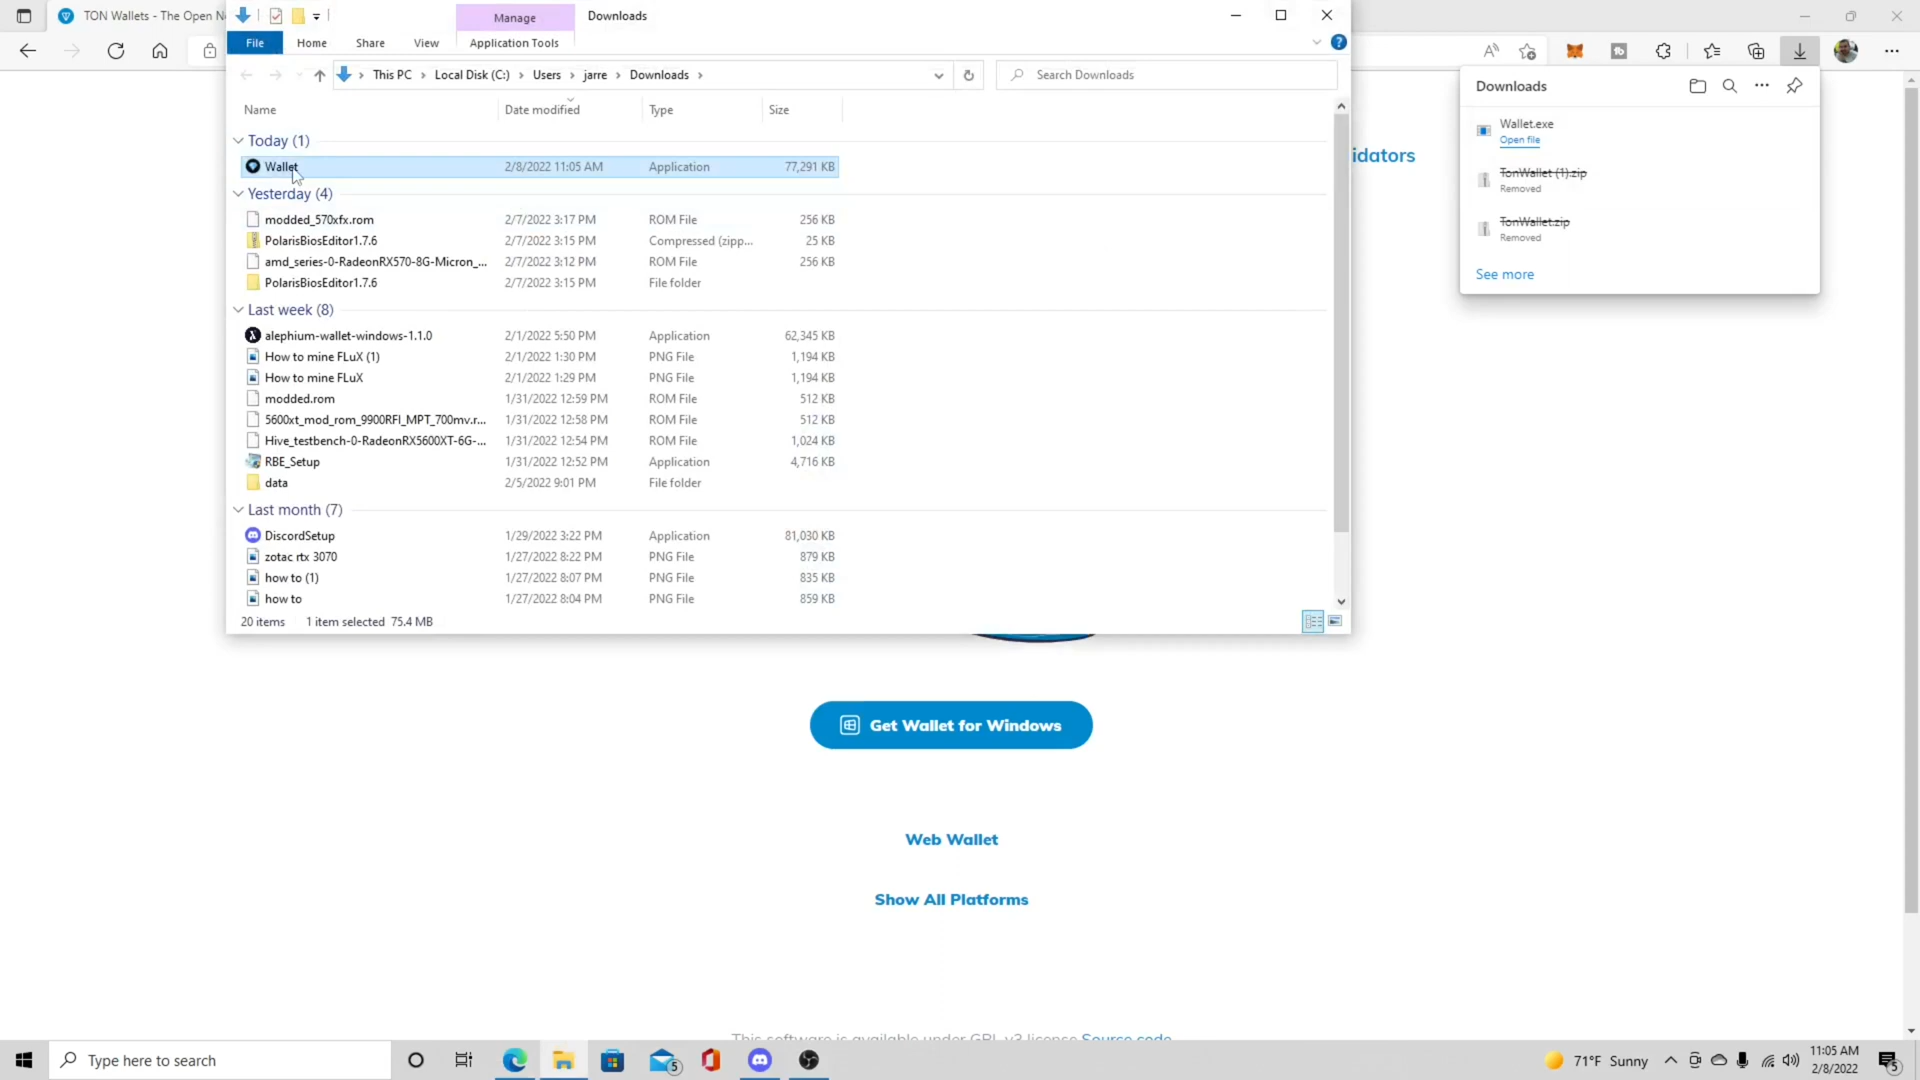 TON Wallets - The Open N
Manage
Downloads
File
Home
Share
View
Application Tools
This PC
Local Disk (C:)
Users
jarre
Downloads
Search Downloads
Name
Date modified
Type
Size
Today (1)
Wallet 2/8/2022 11:05 AM Application 77,291 KB
Yesterday (4)
modded_570xfx.rom 2/7/2022 3:17 PM ROM File 256 KB
PolarisBiosEditor1.7.6 2/7/2022 3:15 PM Compressed (zipp... 25 KB
amd_series-0-RadeonRX570-8G-Micron_... 2/7/2022 3:12 PM ROM File 256 KB
PolarisBiosEditor1.7.6 2/7/2022 3:15 PM File folder
Last week (8)
alephium-wallet-windows-1.1.0 2/1/2022 5:50 PM Application 62,345 KB
How to mine FLuX (1) 2/1/2022 1:30 PM PNG File 1,194 KB
How to mine FLuX 2/1/2022 1:29 PM PNG File 1,194 KB
modded.rom 1/31/2022 12:59 PM ROM File 512 KB
5600xt_mod_rom_9900RFI_MPT_700mv.r... 1/31/2022 12:58 PM ROM File 512 KB
Hive_testbench-0-RadeonRX5600XT-6G-... 1/31/2022 12:54 PM ROM File 1,024 KB
RBE_Setup 1/31/2022 12:52 PM Application 4,716 KB
data 2/5/2022 9:01 PM File folder
Last month (7)
DiscordSetup 1/29/2022 3:22 PM Application 81,030 KB
zotac rtx 3070 1/27/2022 8:22 PM PNG File 879 KB
how to (1) 1/27/2022 8:07 PM PNG File 835 KB
how to 1/27/2022 8:04 PM PNG File 859 KB
20 items 1 item selected 75.4 MB
Downloads
Wallet.exe
Open file
TonWallet (1).zip
Removed
TonWallet.zip
Removed
See more
idators
Get Wallet for Windows
Web Wallet
Show All Platforms
This software is available under GPL v3 license Source code
Type here to search
5
71°F Sunny
11:05 AM
2/8/2022
5